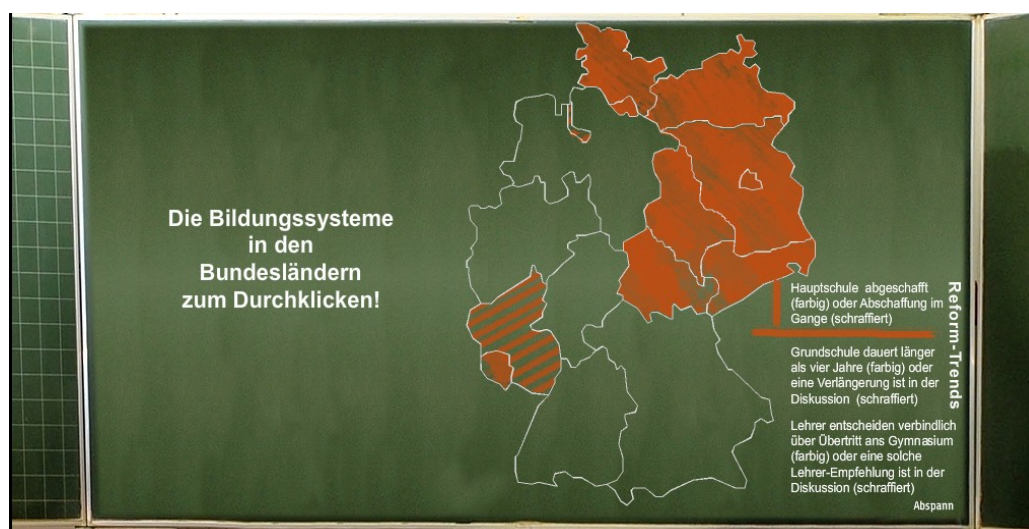 Die Bildungssysteme
in den
Bundesländern
zum Durchklicken!
Reform-Trends
Hauptschule abgeschafft
(farbig) oder Abschaffung im
Gange (schraffiert)
Grundschule dauert länger
als vier Jahre (farbig) oder
eine Verlängerung ist in der
Diskussion (schraffiert)
Lehrer entscheiden verbindlich
über Übertritt ans Gymnasium
(farbig) oder eine solche
Lehrer-Empfehlung ist in der
Diskussion (schraffiert)
Abspann